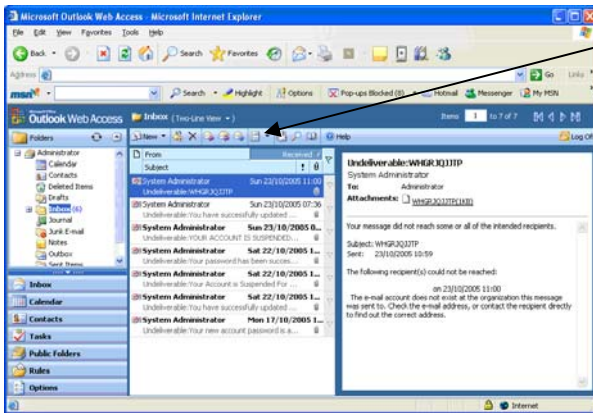 Microsoft Outlook Web Access - Microsoft Internet Explorer
File Edit View Favorites Tools Help
Back Search Favorites
Address Go Links
msn Search Highlight Options Pop-ups Blocked (8) Hotmail Messenger My MSN
Outlook Web Access Inbox (Two-Line View) Items 1 to 7 of 7
Folders New Help Log Of
Administrator
Calendar
Contacts
Deleted Items
Drafts
Inbox (6)
Journal
Junk E-mail
Notes
Outbox
Sent Items
Inbox
Calendar
Contacts
Tasks
Public Folders
Rules
Options
From Received
Subject
System Administrator Sun 23/10/2005 11:00
Undeliverable:WHGRJQJJTP
System Administrator Sun 23/10/2005 07:36
Undeliverable:You have successfully updated ...
System Administrator Sun 23/10/2005 0...
Undeliverable:YOUR ACCOUNT IS SUSPENDED...
System Administrator Sat 22/10/2005 1...
Undeliverable:Your password has been succes...
System Administrator Sat 22/10/2005 1...
Undeliverable:Your Account is Suspended For ...
System Administrator Sat 22/10/2005 1...
Undeliverable:You have successfully updated ...
System Administrator Mon 17/10/2005 1...
Undeliverable:Your new account password is a...
Undeliverable:WHGRJQJJTP
System Administrator
To: Administrator
Attachments: WHGRJQJJTP(1KB)
Your message did not reach some or all of the intended recipients.
Subject: WHGRJQJJTP
Sent: 23/10/2005 10:59
The following recipient(s) could not be reached:
on 23/10/2005 11:00
The e-mail account does not exist at the organization this message
was sent to. Check the e-mail address, or contact the recipient directly
to find out the correct address.
Internet